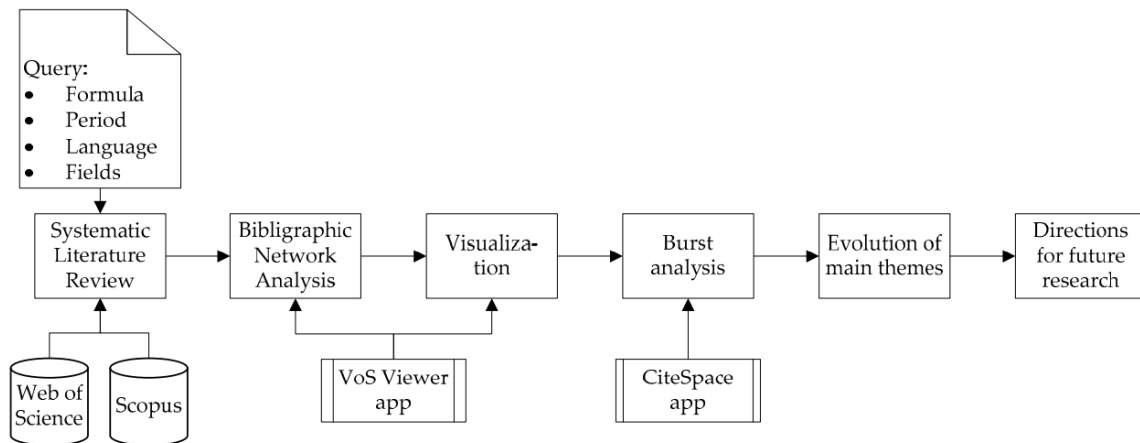 Query:
• Formula
• Period
• Language
• Fields
Systematic
Literature
Review
Bibligraphic
Network
Analysis
Visualiza-
tion
Burst
analysis
Evolution of
main themes
Directions
for future
research
Web of
Science
Scopus
VoS Viewer
app
CiteSpace
app